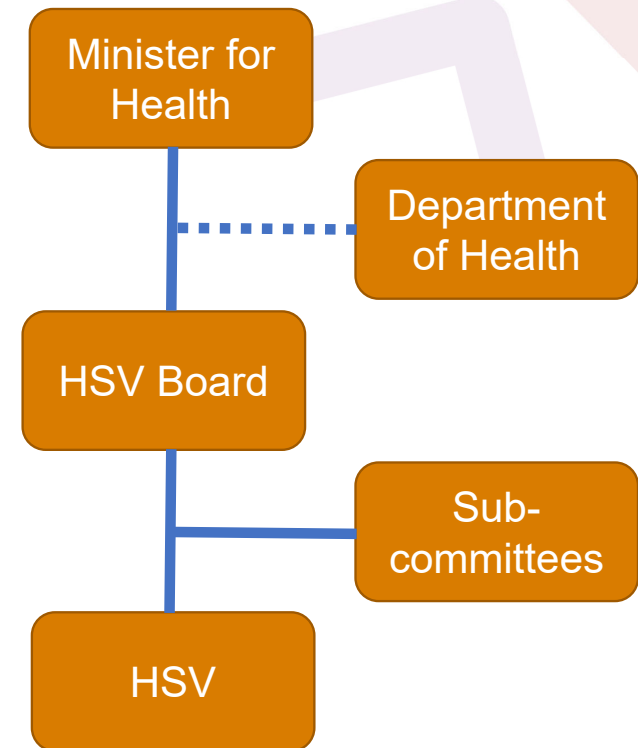 Minister for
Health
Department
of Health
HSV Board
Sub-
committees
HSV